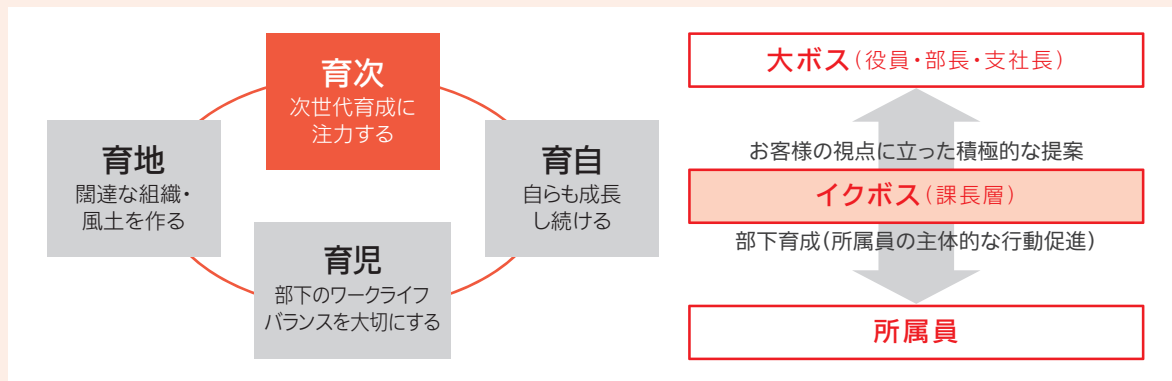 育次
次世代育成に
注力する
育地
闊達な組織・
風土を作る
育自
自らも成長
し続ける
育児
部下のワークライフ
バランスを大切にする
大ボス(役員・部長・支社長)
お客様の視点に立った積極的な提案
イクボス(課長層)
部下育成(所属員の主体的な行動促進)
所属員